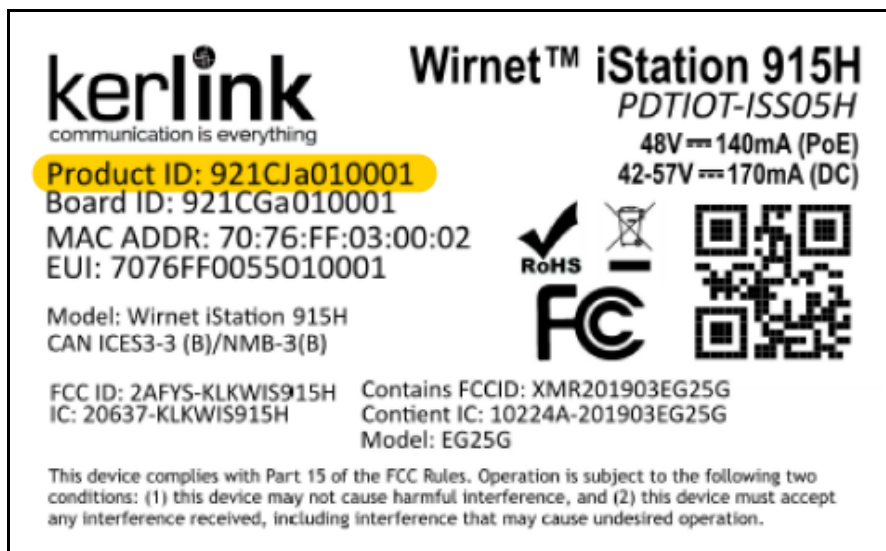 kerlink
communication is everything
Wirnet™ iStation 915H
PDTIOT-ISS05H
48V⎓140mA (PoE)
42-57V⎓170mA (DC)
Product ID: 921CJa010001
Board ID: 921CGa010001
MAC ADDR: 70:76:FF:03:00:02
EUI: 7076FF0055010001
RoHS
FC
Model: Wirnet iStation 915H
CAN ICES3-3 (B)/NMB-3(B)
FCC ID: 2AFYS-KLKWIS915H
IC: 20637-KLKWIS915H
Contains FCCID: XMR201903EG25G
Contient IC: 10224A-201903EG25G
Model: EG25G
This device complies with Part 15 of the FCC Rules. Operation is subject to the following two
conditions: (1) this device may not cause harmful interference, and (2) this device must accept
any interference received, including interference that may cause undesired operation.